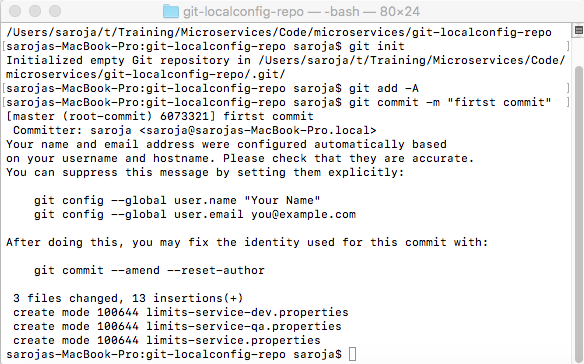 git-localconfig-repo — -bash — 80×24
/Users/saroja/t/Training/Microservices/Code/microservices/git-localconfig-repo
[sarojas-MacBook-Pro:git-localconfig-repo saroja$ git init ]
Initialized empty Git repository in /Users/saroja/t/Training/Microservices/Code/
microservices/git-localconfig-repo/.git/
[sarojas-MacBook-Pro:git-localconfig-repo saroja$ git add -A ]
[sarojas-MacBook-Pro:git-localconfig-repo saroja$ git commit -m "firtst commit" ]
[master (root-commit) 6073321] firtst commit
Committer: saroja <saroja@sarojas-MacBook-Pro.local>
Your name and email address were configured automatically based
on your username and hostname. Please check that they are accurate.
You can suppress this message by setting them explicitly:
git config --global user.name "Your Name"
git config --global user.email you@example.com
After doing this, you may fix the identity used for this commit with:
git commit --amend --reset-author
3 files changed, 13 insertions(+)
create mode 100644 limits-service-dev.properties
create mode 100644 limits-service-qa.properties
create mode 100644 limits-service.properties
sarojas-MacBook-Pro:git-localconfig-repo saroja$